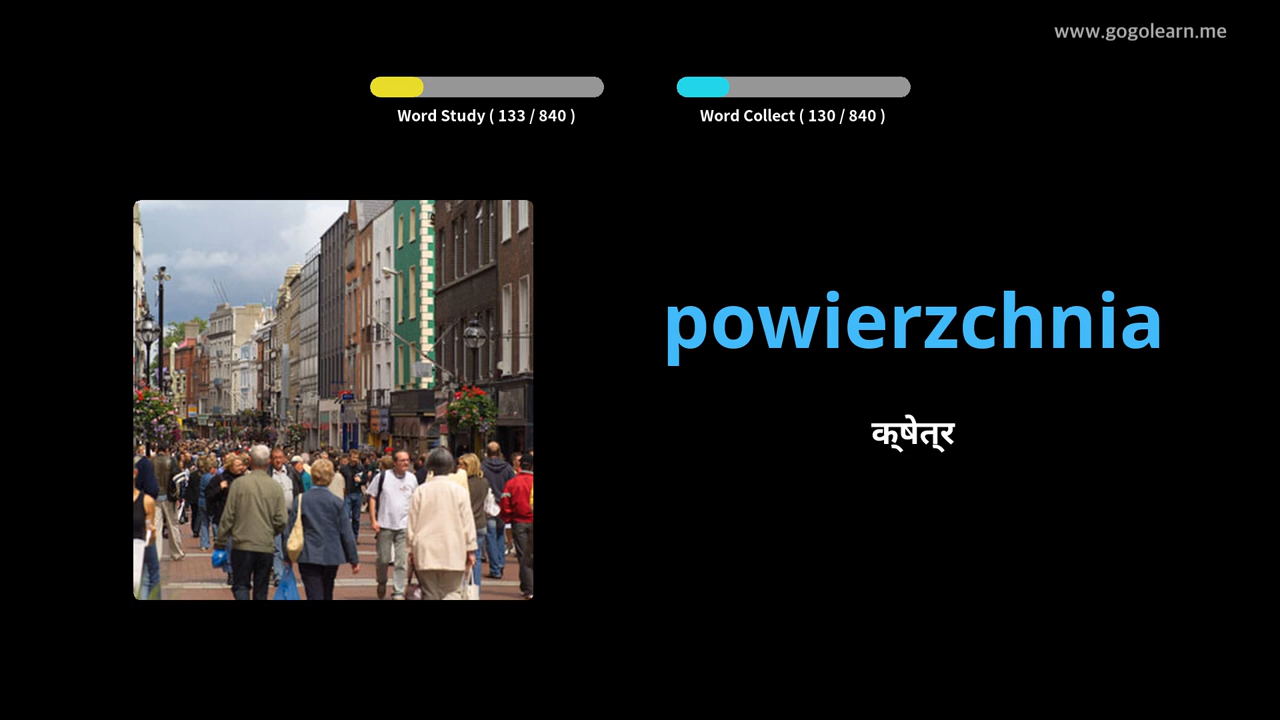 www.gogolearn.me
Word Study ( 133 / 840 )
Word Collect ( 130 / 840 )
powierzchnia
क्षेत्र